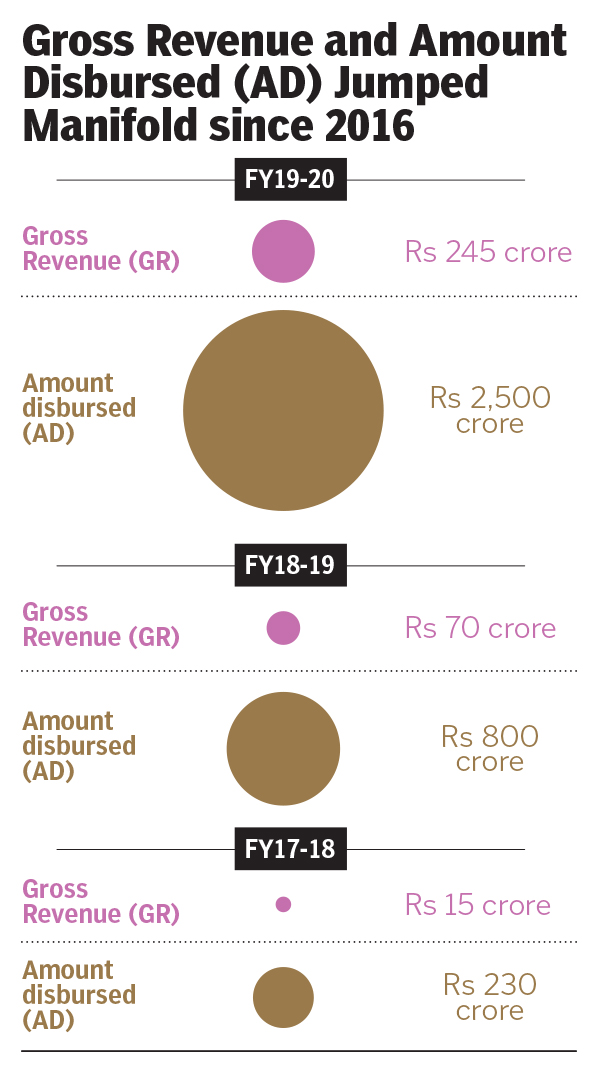 Gross Revenue and Amount
Disbursed (AD) Jumped
Manifold since 2016
FY19-20
Gross
Revenue (GR)
Rs 245 crore
Amount
disbursed
(AD)
Rs 2,500
crore
FY18-19
Gross
Revenue (GR)
Rs 70 crore
Amount
disbursed
(AD)
Rs 800
crore
FY17-18
Gross
Revenue (GR)
Rs 15 crore
Amount
disbursed
(AD)
Rs 230
crore